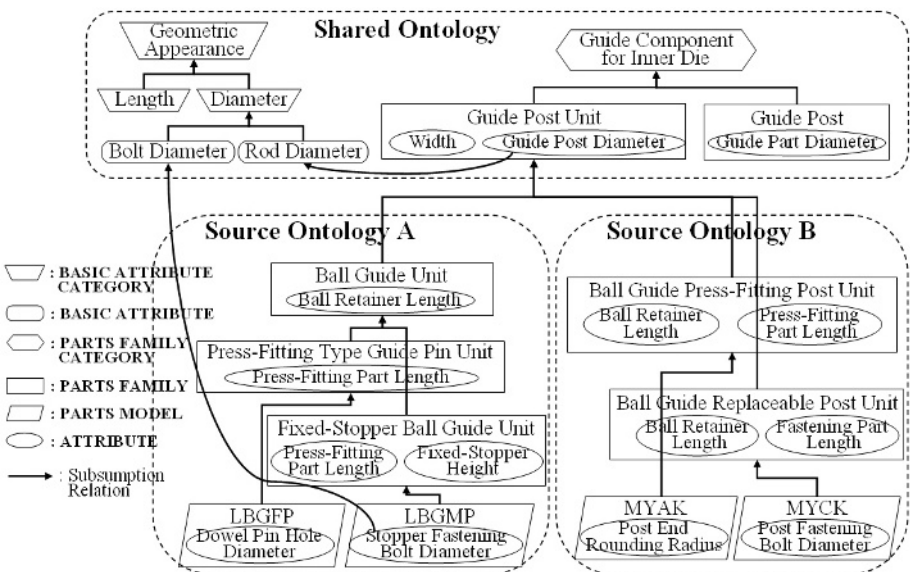 Shared Ontology
Geometric
Appearance
Length
Diameter
Bolt Diameter
Rod Diameter
Guide Component
for Inner Die
Guide Post Unit
Width
Guide Post Diameter
Guide Post
Guide Part Diameter
Source Ontology A
Ball Guide Unit
Ball Retainer Length
Press-Fitting Type Guide Pin Unit
Press-Fitting Part Length
Fixed-Stopper Ball Guide Unit
Press-Fitting
Part Length
Fixed-Stopper
Height
LBGFP
Dowel Pin Hole
Diameter
LBGMP
Stopper Fastening
Bolt Diameter
Source Ontology B
Ball Guide Press-Fitting Post Unit
Ball Retainer
Length
Press-Fitting
Part Length
Ball Guide Replaceable Post Unit
Ball Retainer
Length
Fastening Part
Length
MYAK
Post End
Rounding Radius
MYCK
Post Fastening
Bolt Diameter
: BASIC ATTRIBUTE
CATEGORY
: BASIC ATTRIBUTE
: PARTS FAMILY
CATEGORY
: PARTS FAMILY
: PARTS MODEL
: ATTRIBUTE
: Subsumption
Relation